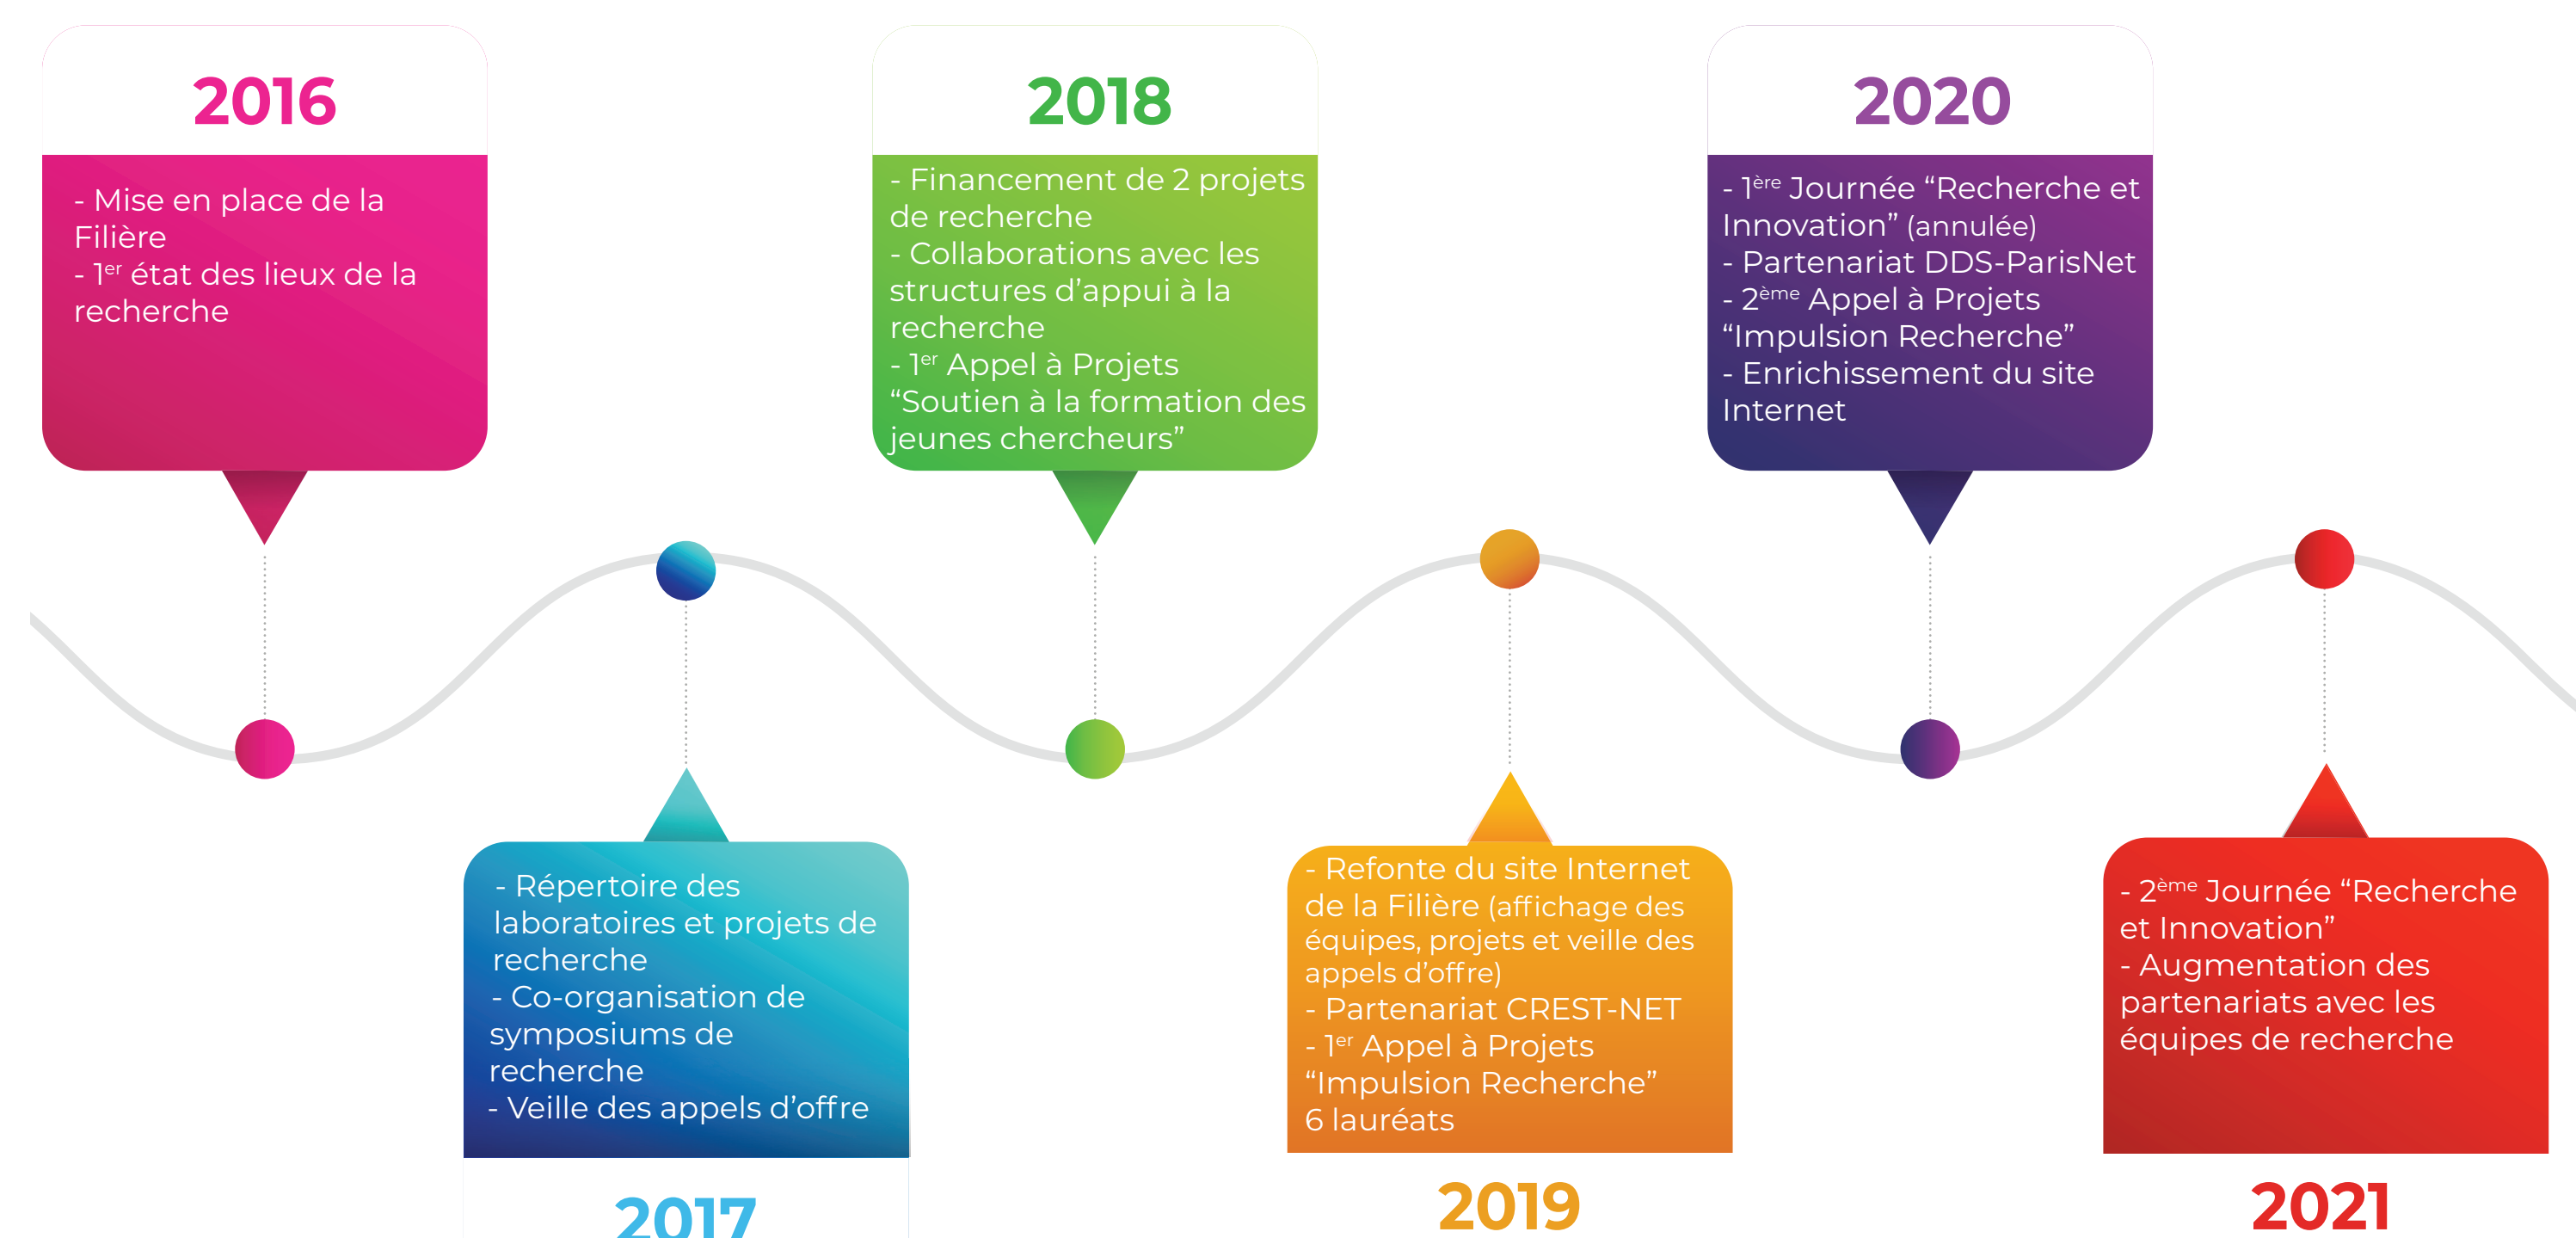 2016
- Mise en place de la
Filière
- 1er état des lieux de la
recherche
- Répertoire des
laboratoires et projets de
recherche
- Co-organisation de
symposiums de
recherche
- Veille des appels d’offre
2017
2018
- Financement de 2 projets
de recherche
- Collaborations avec les
structures d’appui à la
recherche
- 1er Appel à Projets
“Soutien à la formation des
jeunes chercheurs”
- Refonte du site Internet
de la Filière (affichage des
équipes, projets et veille des
appels d’offre)
- Partenariat CREST-NET
- 1er Appel à Projets
“Impulsion Recherche”
6 lauréats
2019
2020
- 1ère Journée “Recherche et
Innovation” (annulée)
- Partenariat DDS-ParisNet
- 2ème Appel à Projets
“Impulsion Recherche”
- Enrichissement du site
Internet
- 2ème Journée “Recherche
et Innovation”
- Augmentation des
partenariats avec les
équipes de recherche
2021